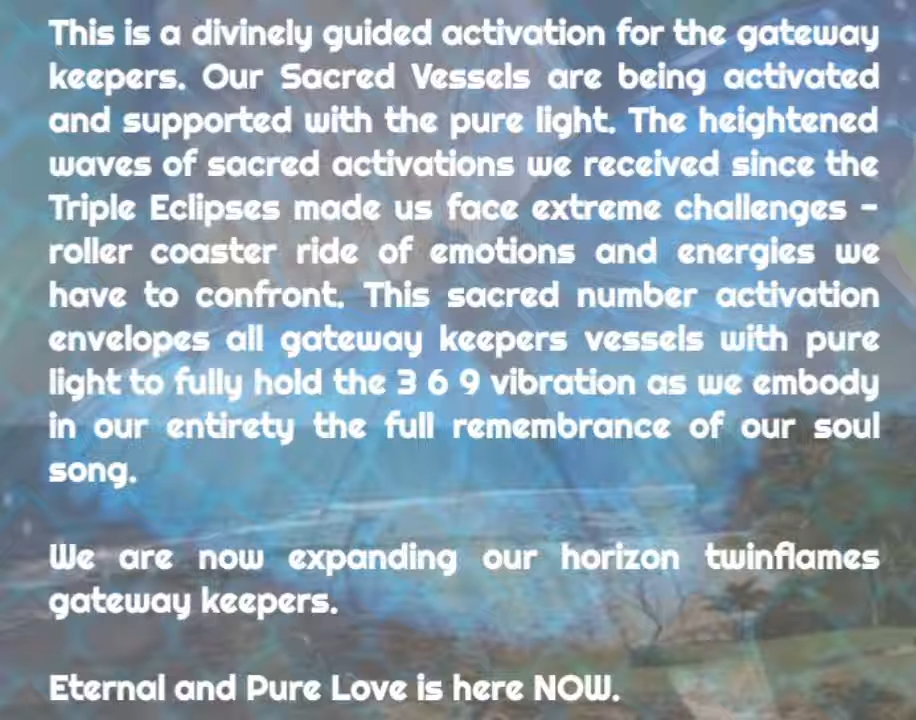 This is a divinely guided activation for the gateway
keepers. Our Sacred Vessels are being activated
and supported with the pure light. The heightened
waves of sacred activations we received since the
Triple Eclipses made us face extreme challenges -
roller coaster ride of emotions and energies we
have to confront. This sacred number activation
envelopes all gateway keepers vessels with pure
light to fully hold the 3 6 9 vibration as we embody
in our entirety the full remembrance of our soul
song.
We are now expanding our horizon twinflames
gateway keepers.
Eternal and Pure Love is here NOW.